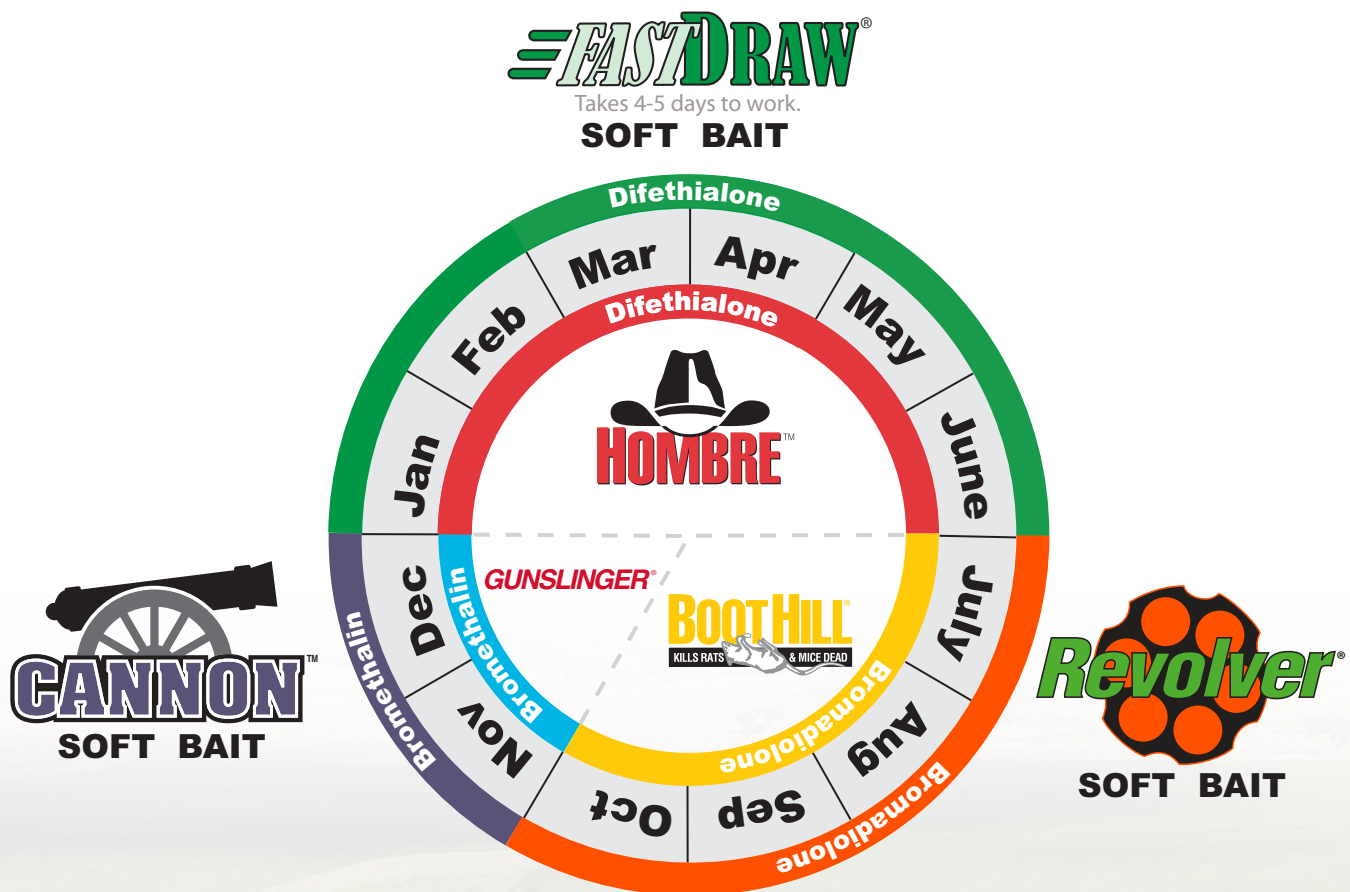 FASTDRAW®
Takes 4-5 days to work.
SOFT BAIT
Difethialone
Jan
Feb
Mar
Apr
May
June
July
Aug
Sep
Oct
Nov
Dec
Difethialone
HOMBRE™
GUNSLINGER®
BOOT HILL®
KILLS RATS & MICE DEAD
Bromethalin
Bromadiolone
Bromethalin
Bromadiolone
CANNON™
SOFT BAIT
Revolver®
SOFT BAIT